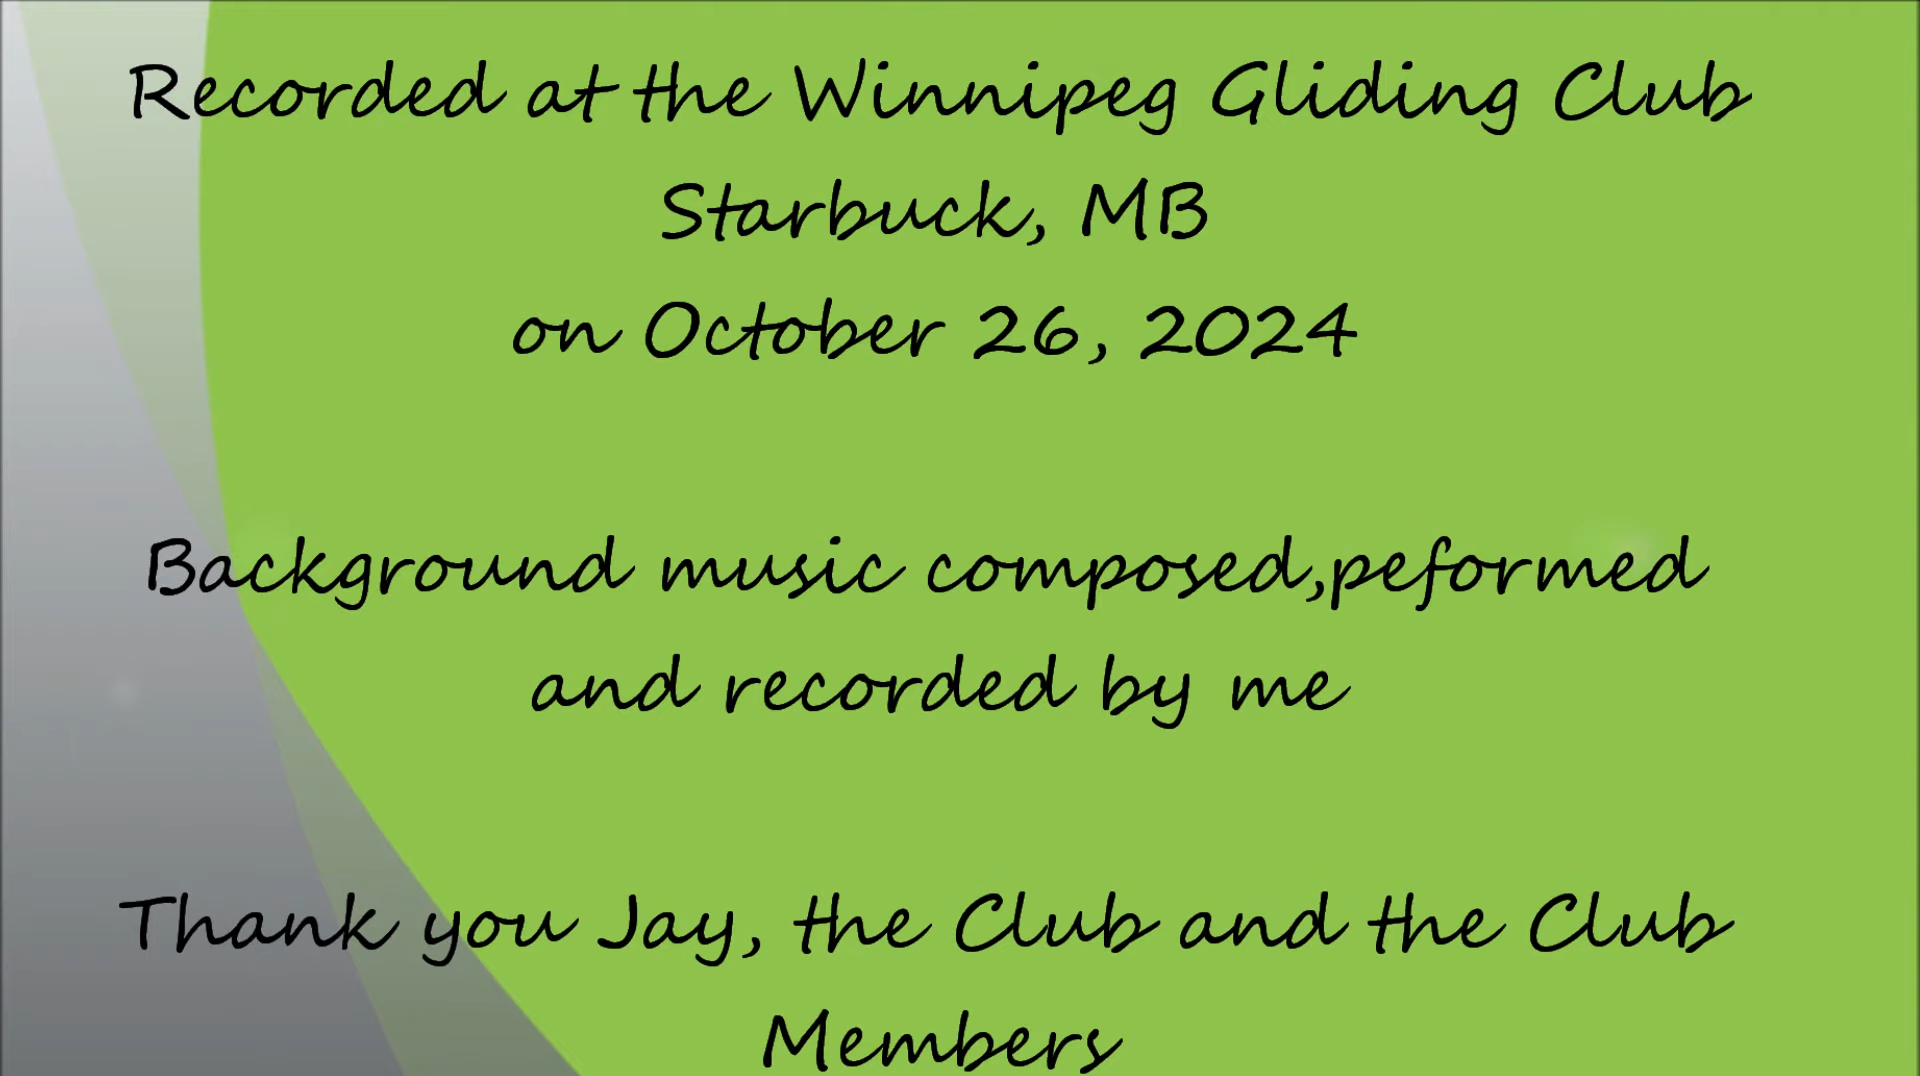 Recorded at the Winnipeg Gliding Club
Starbuck, MB
on October 26, 2024
Background music composed,peformed
and recorded by me
Thank you Jay, the Club and the Club
Members